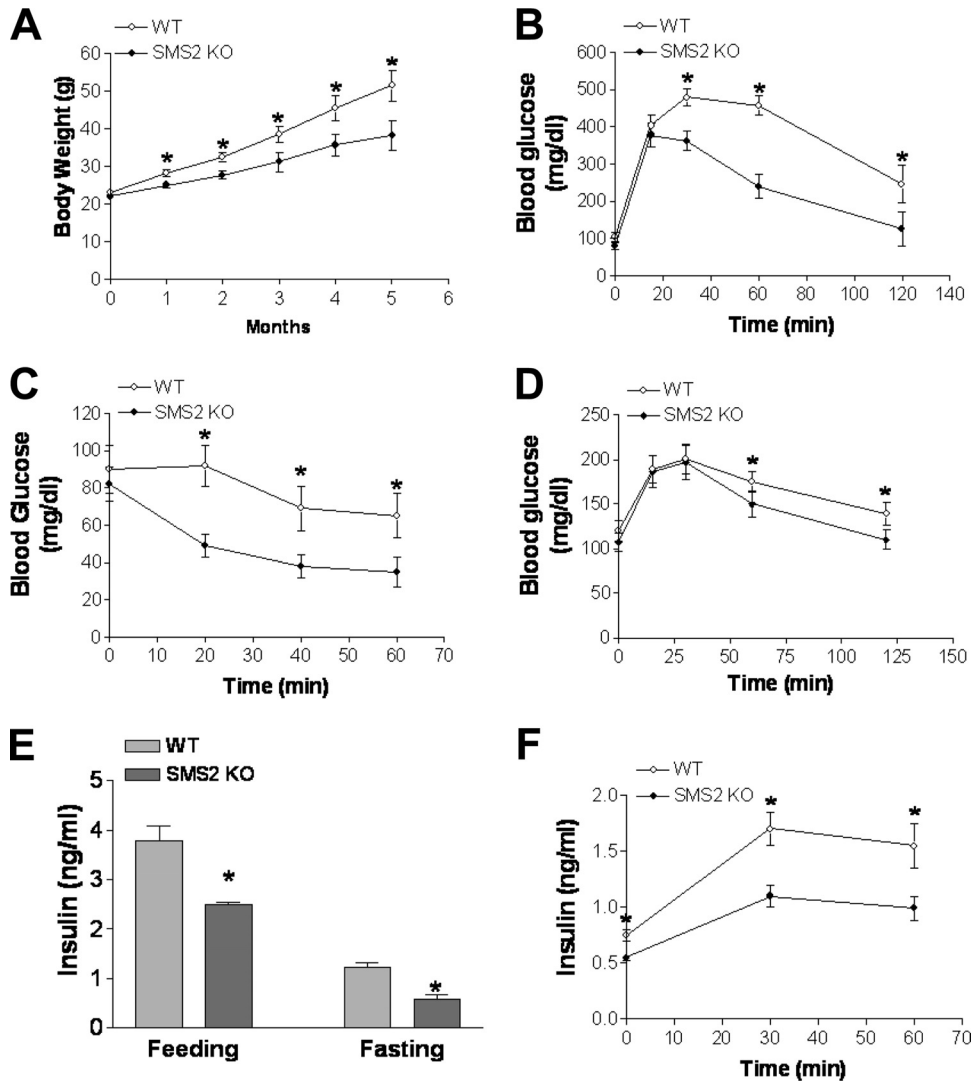 A
WT
SMS2 KO
Body Weight (g)
60
50
40
30
20
10
0
* * * * *
0 1 2 3 4 5 6
Months
B
WT
SMS2 KO
Blood glucose
(mg/dl)
600
500
400
300
200
100
0
* * *
0 20 40 60 80 100 120 140
Time (min)
C
WT
SMS2 KO
Blood Glucose
(mg/dl)
120
100
80
60
40
20
0
* * *
0 10 20 30 40 50 60 70
Time (min)
D
WT
SMS2 KO
Blood glucose
(mg/dl)
250
200
150
100
50
0
* *
0 25 50 75 100 125 150
Time (min)
E
WT
SMS2 KO
Insulin (ng/ml)
5
4
3
2
1
0
* *
Feeding Fasting
F
WT
SMS2 KO
Insulin (ng/ml)
2.0
1.5
1.0
0.5
0.0
* * *
0 10 20 30 40 50 60 70
Time (min)